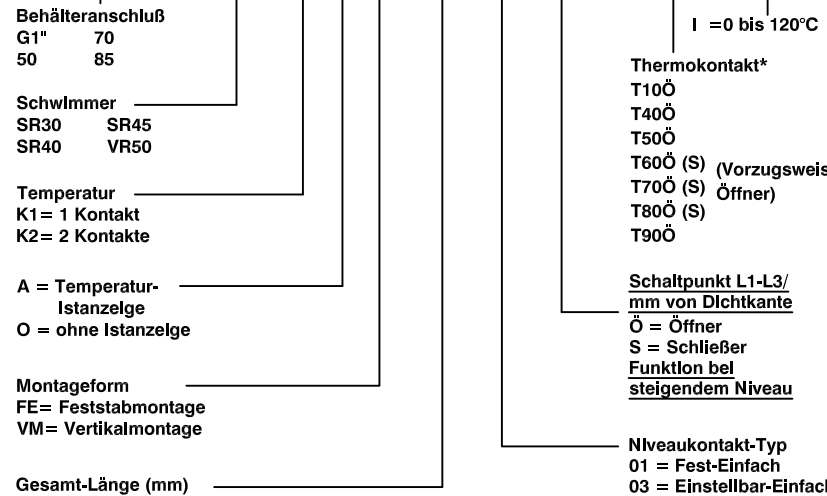 Behälteranschluß
G1" 70
50 85
Schwimmer
SR30 SR45
SR40 VR50
Temperatur
K1= 1 Kontakt
K2= 2 Kontakte
A = Temperatur-
Istanzeige
O = ohne Istanzeige
Montageform
FE= Feststabmontage
VM= Vertikalmontage
Gesamt-Länge (mm)
I =0 bis 120°C
Thermokontakt*
T10Ö
T40Ö
T50Ö
T60Ö (S)
T70Ö (S)
T80Ö (S)
T90Ö
(Vorzugsweis
Öffner)
Schaltpunkt L1-L3/
mm von Dichtkante
Ö = Öffner
S = Schließer
Funktion bei
steigendem Niveau
Niveaukontakt-Typ
01 = Fest-Einfach
03 = Einstellbar-Einfach